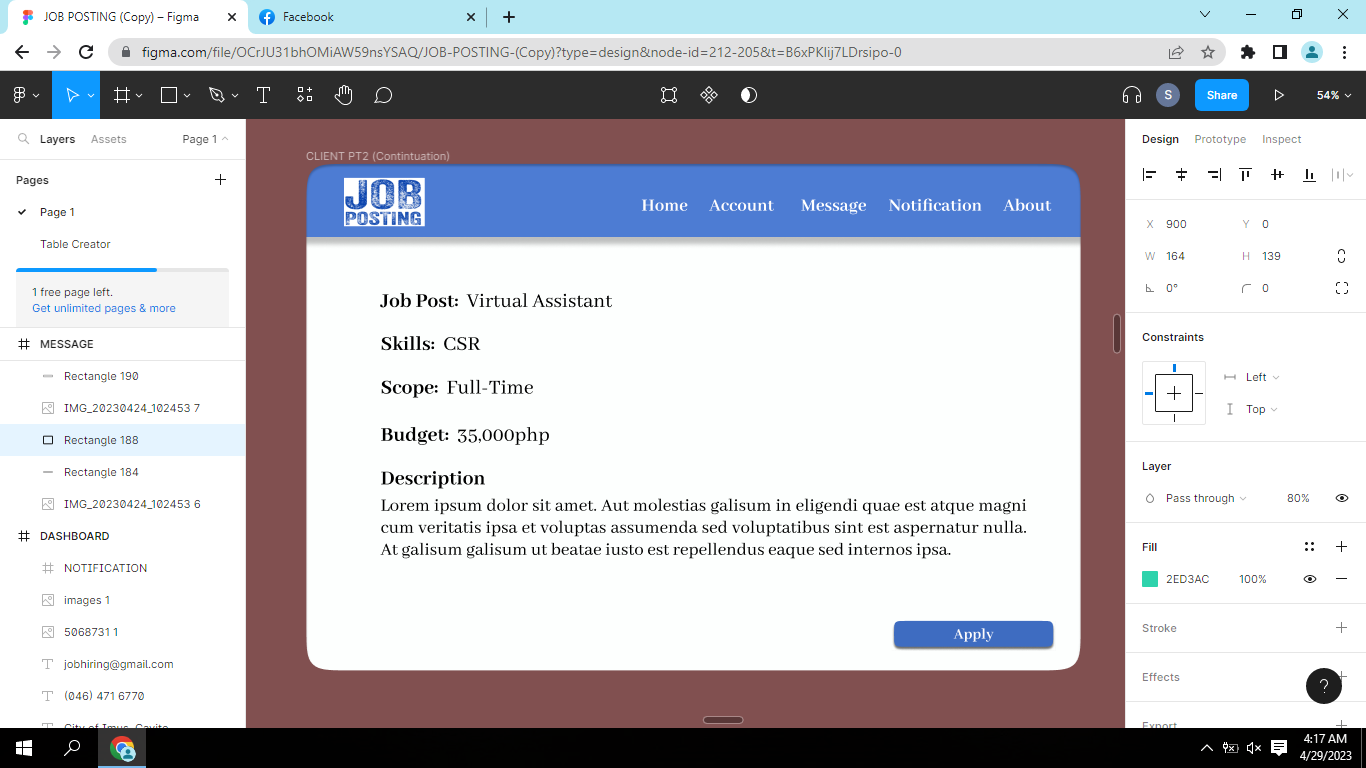 JOB POSTING (Copy) – Figma
Facebook
figma.com/file/OCrJU31bhOMiAW59nsYSAQ/JOB-POSTING-(Copy)?type=design&node-id=212-205&t=B6xPKIij7LDrsipo-0
S
Share
54%
Layers
Assets
Page 1
Pages
Page 1
Table Creator
1 free page left.
Get unlimited pages & more
MESSAGE
Rectangle 190
IMG_20230424_102453 7
Rectangle 188
Rectangle 184
IMG_20230424_102453 6
DASHBOARD
NOTIFICATION
images 1
5068731 1
jobhiring@gmail.com
(046) 471 6770
City of Imus, Cavite
CLIENT PT2 (Contintuation)
JOB
POSTING
Home Account Message Notification About
Job Post: Virtual Assistant
Skills: CSR
Scope: Full-Time
Budget: 35,000php
Description
Lorem ipsum dolor sit amet. Aut molestias galisum in eligendi quae est atque magni
cum veritatis ipsa et voluptas assumenda sed voluptatibus sint est aspernatur nulla.
At galisum galisum ut beatae iusto est repellendus eaque sed internos ipsa.
Apply
Design Prototype Inspect
X 900 Y 0
W 164 H 139
0° 0
Constraints
Left
Top
Layer
Pass through 80%
Fill
2ED3AC 100%
Stroke
Effects
Export
?
4:17 AM
4/29/2023